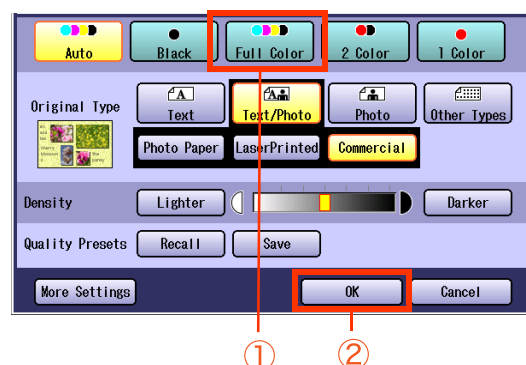 Auto Black Full Color 2 Color 1 Color
Original Type
A Text A Text/Photo Photo Other Types
Photo Paper LaserPrinted Commercial
Density Lighter Darker
Quality Presets Recall Save
More Settings OK Cancel
① ②